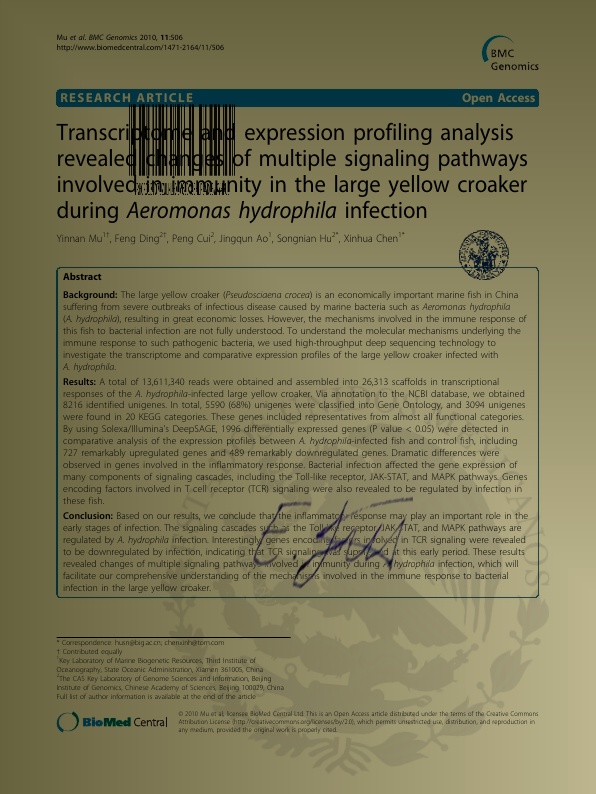 Mu et al. BMC Genomics 2010, 11:506
http://www.biomedcentral.com/1471-2164/11/506
BMC
Genomics
RESEARCH ARTICLE Open Access
Transcriptome and expression profiling analysis
revealed changes of multiple signaling pathways
involved in immunity in the large yellow croaker
during Aeromonas hydrophila infection
Yinnan Mu1†, Feng Ding2†, Peng Cui2, Jingqun Ao1, Songnian Hu2*, Xinhua Chen1*
Abstract
Background: The large yellow croaker (Pseudosciaena crocea) is an economically important marine fish in China
suffering from severe outbreaks of infectious disease caused by marine bacteria such as Aeromonas hydrophila
(A. hydrophila), resulting in great economic losses. However, the mechanisms involved in the immune response of
this fish to bacterial infection are not fully understood. To understand the molecular mechanisms underlying the
immune response to such pathogenic bacteria, we used high-throughput deep sequencing technology to
investigate the transcriptome and comparative expression profiles of the large yellow croaker infected with
A. hydrophila.
Results: A total of 13,611,340 reads were obtained and assembled into 26,313 scaffolds in transcriptional
responses of the A. hydrophila-infected large yellow croaker. Via annotation to the NCBI database, we obtained
8216 identified unigenes. In total, 5590 (68%) unigenes were classified into Gene Ontology, and 3094 unigenes
were found in 20 KEGG categories. These genes included representatives from almost all functional categories.
By using Solexa/Illumina's DeepSAGE, 1996 differentially expressed genes (P value < 0.05) were detected in
comparative analysis of the expression profiles between A. hydrophila-infected fish and control fish, including
727 remarkably upregulated genes and 489 remarkably downregulated genes. Dramatic differences were
observed in genes involved in the inflammatory response. Bacterial infection affected the gene expression of
many components of signaling cascades, including the Toll-like receptor, JAK-STAT, and MAPK pathways. Genes
encoding factors involved in T-cell receptor (TCR) signaling were also revealed to be regulated by infection in
these fish.
Conclusion: Based on our results, we conclude that the inflammatory response may play an important role in the
early stages of infection. The signaling cascades such as the Toll-like receptor, JAK-STAT, and MAPK pathways are
regulated by A. hydrophila infection. Interestingly, genes encoding factors involved in TCR signaling were revealed
to be downregulated by infection, indicating that TCR signaling was suppressed at this early period. These results
revealed changes of multiple signaling pathways involved in immunity during A. hydrophila infection, which will
facilitate our comprehensive understanding of the mechanisms involved in the immune response to bacterial
infection in the large yellow croaker.
* Correspondence: husn@big.ac.cn; chenxinh@tom.com
† Contributed equally
1Key Laboratory of Marine Biogenetic Resources, Third Institute of
Oceanography, State Oceanic Administration, Xiamen 361005, China
2The CAS Key Laboratory of Genome Sciences and Information, Beijing
Institute of Genomics, Chinese Academy of Sciences, Beijing 100029, China
Full list of author information is available at the end of the article
BioMed Central
© 2010 Mu et al; licensee BioMed Central Ltd. This is an Open Access article distributed under the terms of the Creative Commons
Attribution License (http://creativecommons.org/licenses/by/2.0), which permits unrestricted use, distribution, and reproduction in
any medium, provided the original work is properly cited.